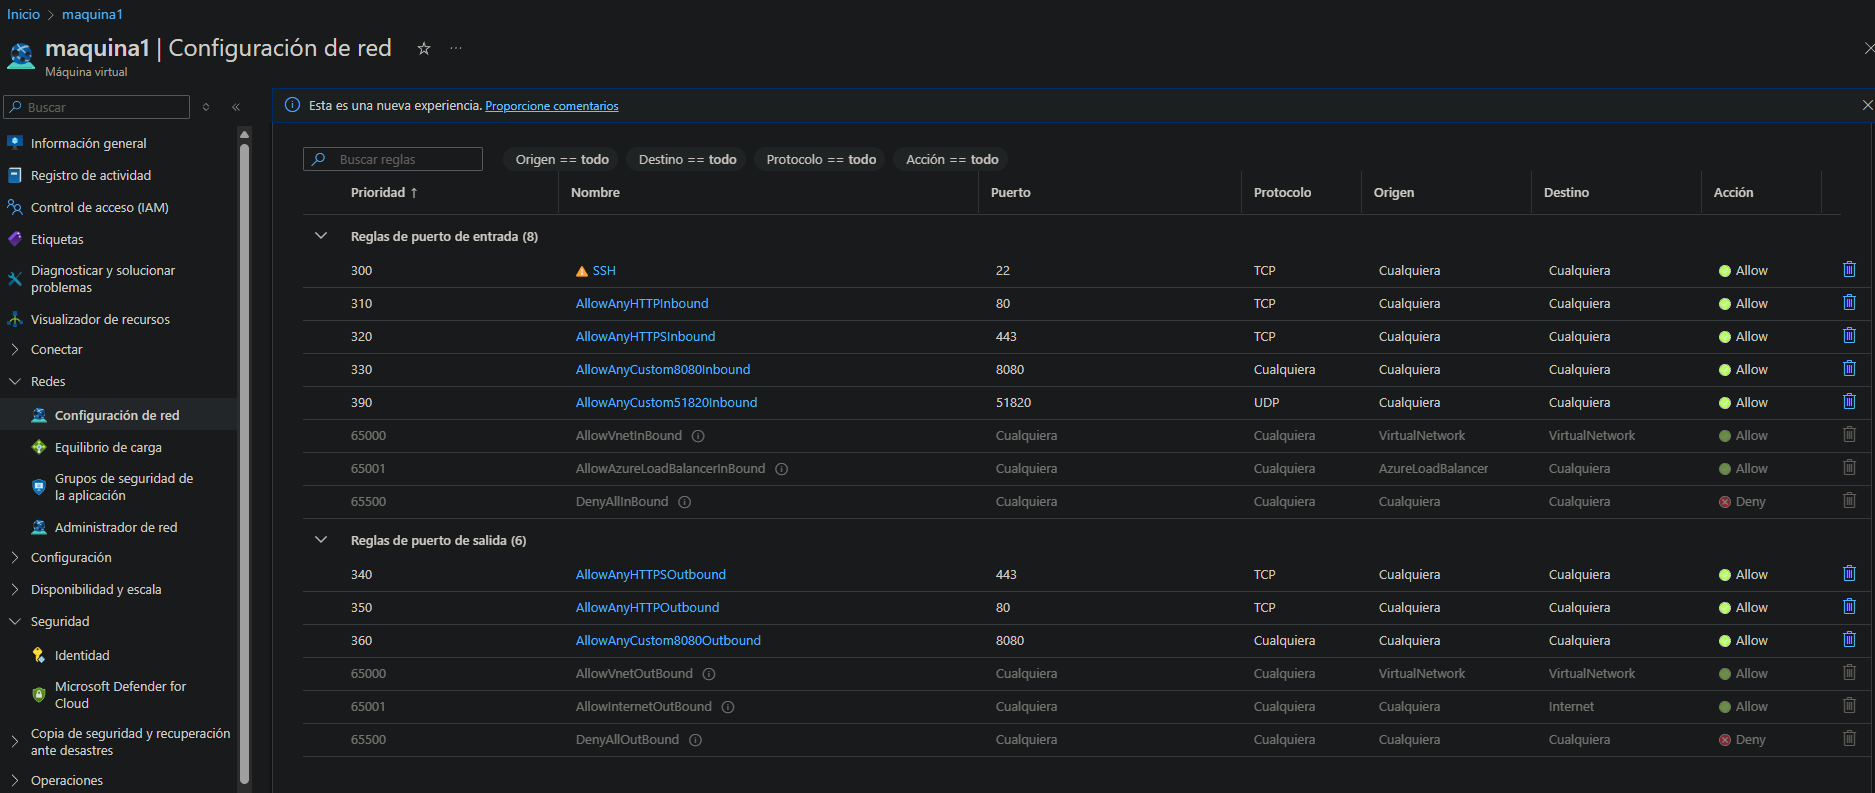 Inicio > maquina1
maquina1 | Configuración de red ☆ ...
Máquina virtual
Buscar
Información general
Registro de actividad
Control de acceso (IAM)
Etiquetas
Diagnosticar y solucionar
problemas
Visualizador de recursos
Conectar
Redes
Configuración de red
Equilibrio de carga
Grupos de seguridad de
la aplicación
Administrador de red
Configuración
Disponibilidad y escala
Seguridad
Identidad
Microsoft Defender for
Cloud
Copia de seguridad y recuperación
ante desastres
Operaciones
Esta es una nueva experiencia. Proporcione comentarios
Buscar reglas Origen == todo Destino == todo Protocolo == todo Acción == todo
Prioridad ↑ Nombre Puerto Protocolo Origen Destino Acción
Reglas de puerto de entrada (8)
300 SSH 22 TCP Cualquiera Cualquiera Allow
310 AllowAnyHTTPInbound 80 TCP Cualquiera Cualquiera Allow
320 AllowAnyHTTPSInbound 443 TCP Cualquiera Cualquiera Allow
330 AllowAnyCustom8080Inbound 8080 Cualquiera Cualquiera Cualquiera Allow
390 AllowAnyCustom51820Inbound 51820 UDP Cualquiera Cualquiera Allow
65000 AllowVnetInBound Cualquiera Cualquiera VirtualNetwork VirtualNetwork Allow
65001 AllowAzureLoadBalancerInBound Cualquiera Cualquiera AzureLoadBalancer Cualquiera Allow
65500 DenyAllInBound Cualquiera Cualquiera Cualquiera Cualquiera Deny
Reglas de puerto de salida (6)
340 AllowAnyHTTPSOutbound 443 TCP Cualquiera Cualquiera Allow
350 AllowAnyHTTPOutbound 80 TCP Cualquiera Cualquiera Allow
360 AllowAnyCustom8080Outbound 8080 Cualquiera Cualquiera Cualquiera Allow
65000 AllowVnetOutBound Cualquiera Cualquiera VirtualNetwork VirtualNetwork Allow
65001 AllowInternetOutBound Cualquiera Cualquiera Cualquiera Internet Allow
65500 DenyAllOutBound Cualquiera Cualquiera Cualquiera Cualquiera Deny